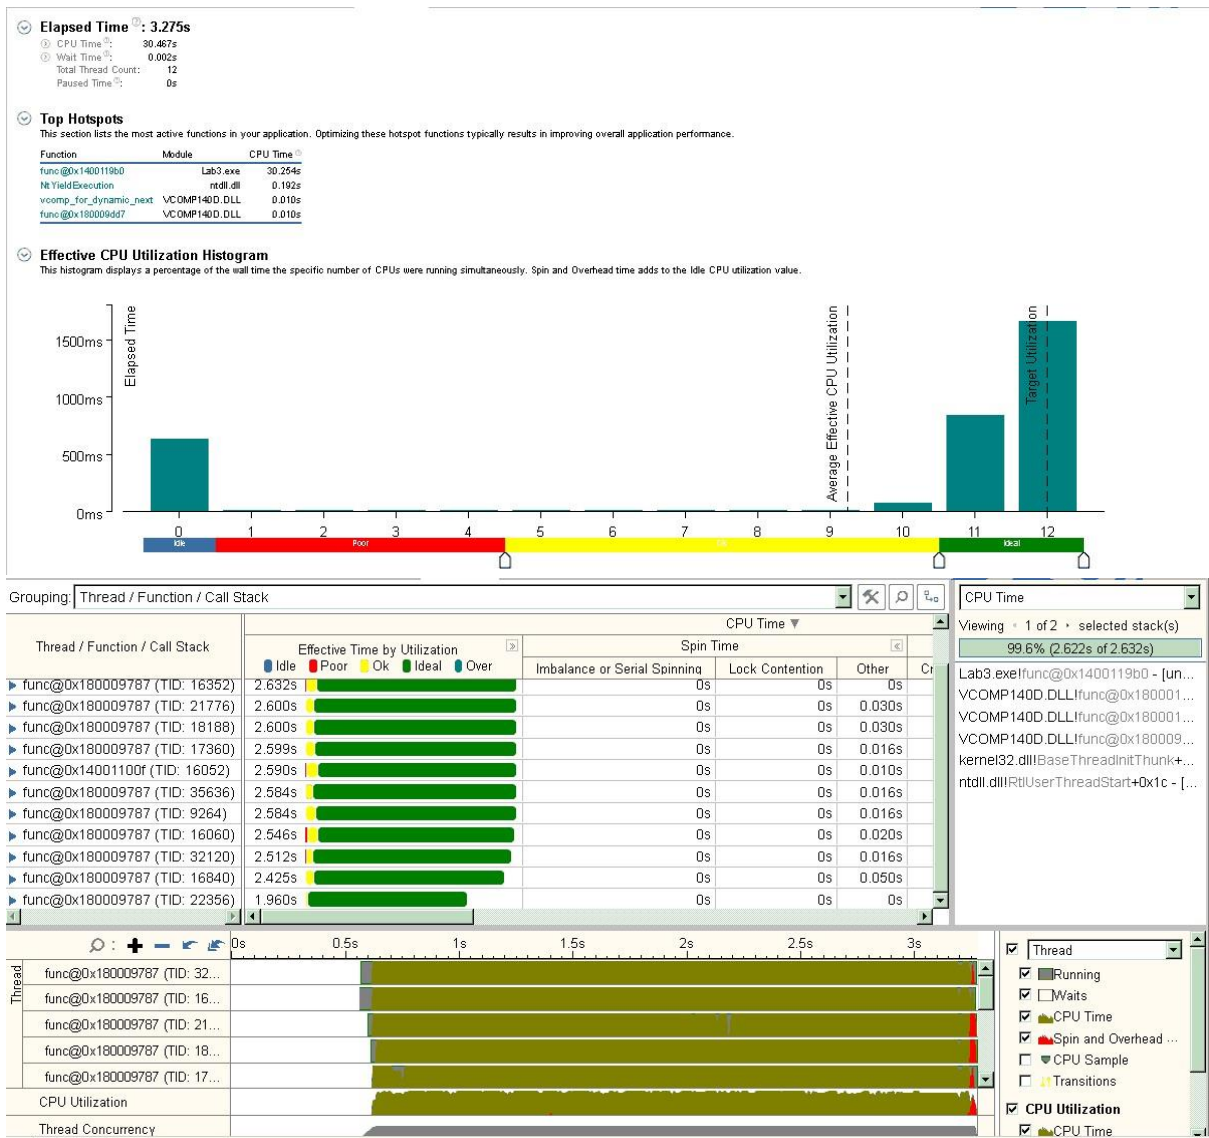 Elapsed Time: 3.275s
CPU Time: 30.467s
Wait Time: 0.002s
Total Thread Count: 12
Paused Time: 0s
Top Hotspots
This section lists the most active functions in your application. Optimizing these hotspot functions typically results in improving overall application performance.
Function Module CPU Time
func@0x1400119b0 Lab3.exe 30.254s
NtYieldExecution ntdll.dll 0.192s
vcomp_for_dynamic_next VCOMP140D.DLL 0.010s
func@0x180009dd7 VCOMP140D.DLL 0.010s
Effective CPU Utilization Histogram
This histogram displays a percentage of the wall time the specific number of CPUs were running simultaneously. Spin and Overhead time adds to the Idle CPU utilization value.
Elapsed Time
1500ms
1000ms
500ms
0ms
Average Effective CPU Utilization
Target Utilization
0 1 2 3 4 5 6 7 8 9 10 11 12
Idle Poor Ideal
Grouping: Thread / Function / Call Stack
CPU Time
CPU Time
Viewing 1 of 2 selected stack(s)
99.6% (2.622s of 2.632s)
Lab3.exe!func@0x1400119b0 - [un...
VCOMP140D.DLL!func@0x180001...
VCOMP140D.DLL!func@0x180001...
VCOMP140D.DLL!func@0x180009...
kernel32.dll!BaseThreadInitThunk+...
ntdll.dll!RtlUserThreadStart+0x1c - [...
Thread / Function / Call Stack
Effective Time by Utilization
Idle Poor Ok Ideal Over
Spin Time
Imbalance or Serial Spinning Lock Contention Other Cr
func@0x180009787 (TID: 16352) 2.632s 0s 0s 0s
func@0x180009787 (TID: 21776) 2.600s 0s 0s 0.030s
func@0x180009787 (TID: 18188) 2.600s 0s 0s 0.030s
func@0x180009787 (TID: 17360) 2.599s 0s 0s 0.016s
func@0x14001100f (TID: 16052) 2.590s 0s 0s 0.010s
func@0x180009787 (TID: 35636) 2.584s 0s 0s 0.016s
func@0x180009787 (TID: 9264) 2.584s 0s 0s 0.016s
func@0x180009787 (TID: 16060) 2.546s 0s 0s 0.020s
func@0x180009787 (TID: 32120) 2.512s 0s 0s 0.016s
func@0x180009787 (TID: 16840) 2.425s 0s 0s 0.050s
func@0x180009787 (TID: 22356) 1.960s 0s 0s 0s
0s 0.5s 1s 1.5s 2s 2.5s 3s
Thread
func@0x180009787 (TID: 32...
func@0x180009787 (TID: 16...
func@0x180009787 (TID: 21...
func@0x180009787 (TID: 18...
func@0x180009787 (TID: 17...
CPU Utilization
Thread Concurrency
Thread
Running
Waits
CPU Time
Spin and Overhead ...
CPU Sample
Transitions
CPU Utilization
CPU Time